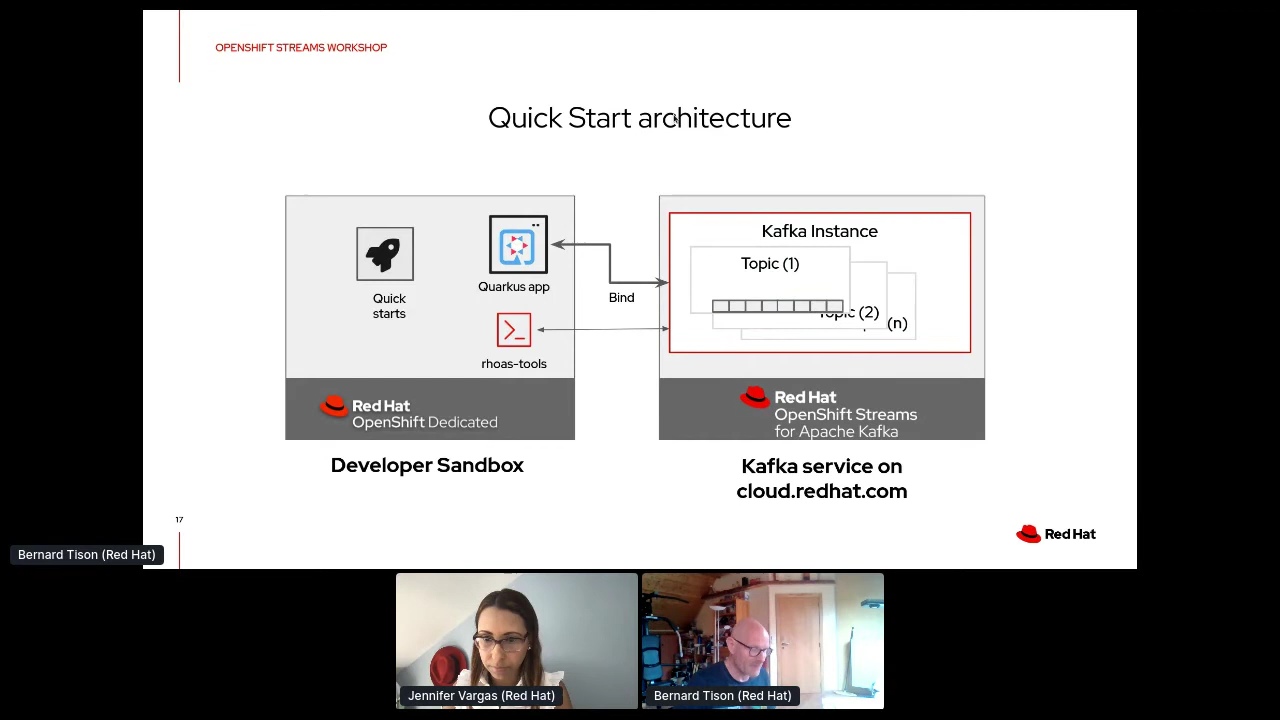 OPENSHIFT STREAMS WORKSHOP
Quick Start architecture
Quick
starts
Quarkus app
rhoas-tools
Bind
Kafka Instance
Topic (1)
Topic (2)
(n)
Red Hat
OpenShift Dedicated
Red Hat
OpenShift Streams
for Apache Kafka
Developer Sandbox
Kafka service on
cloud.redhat.com
17
Red Hat
Bernard Tison (Red Hat)
Jennifer Vargas (Red Hat)
Bernard Tison (Red Hat)